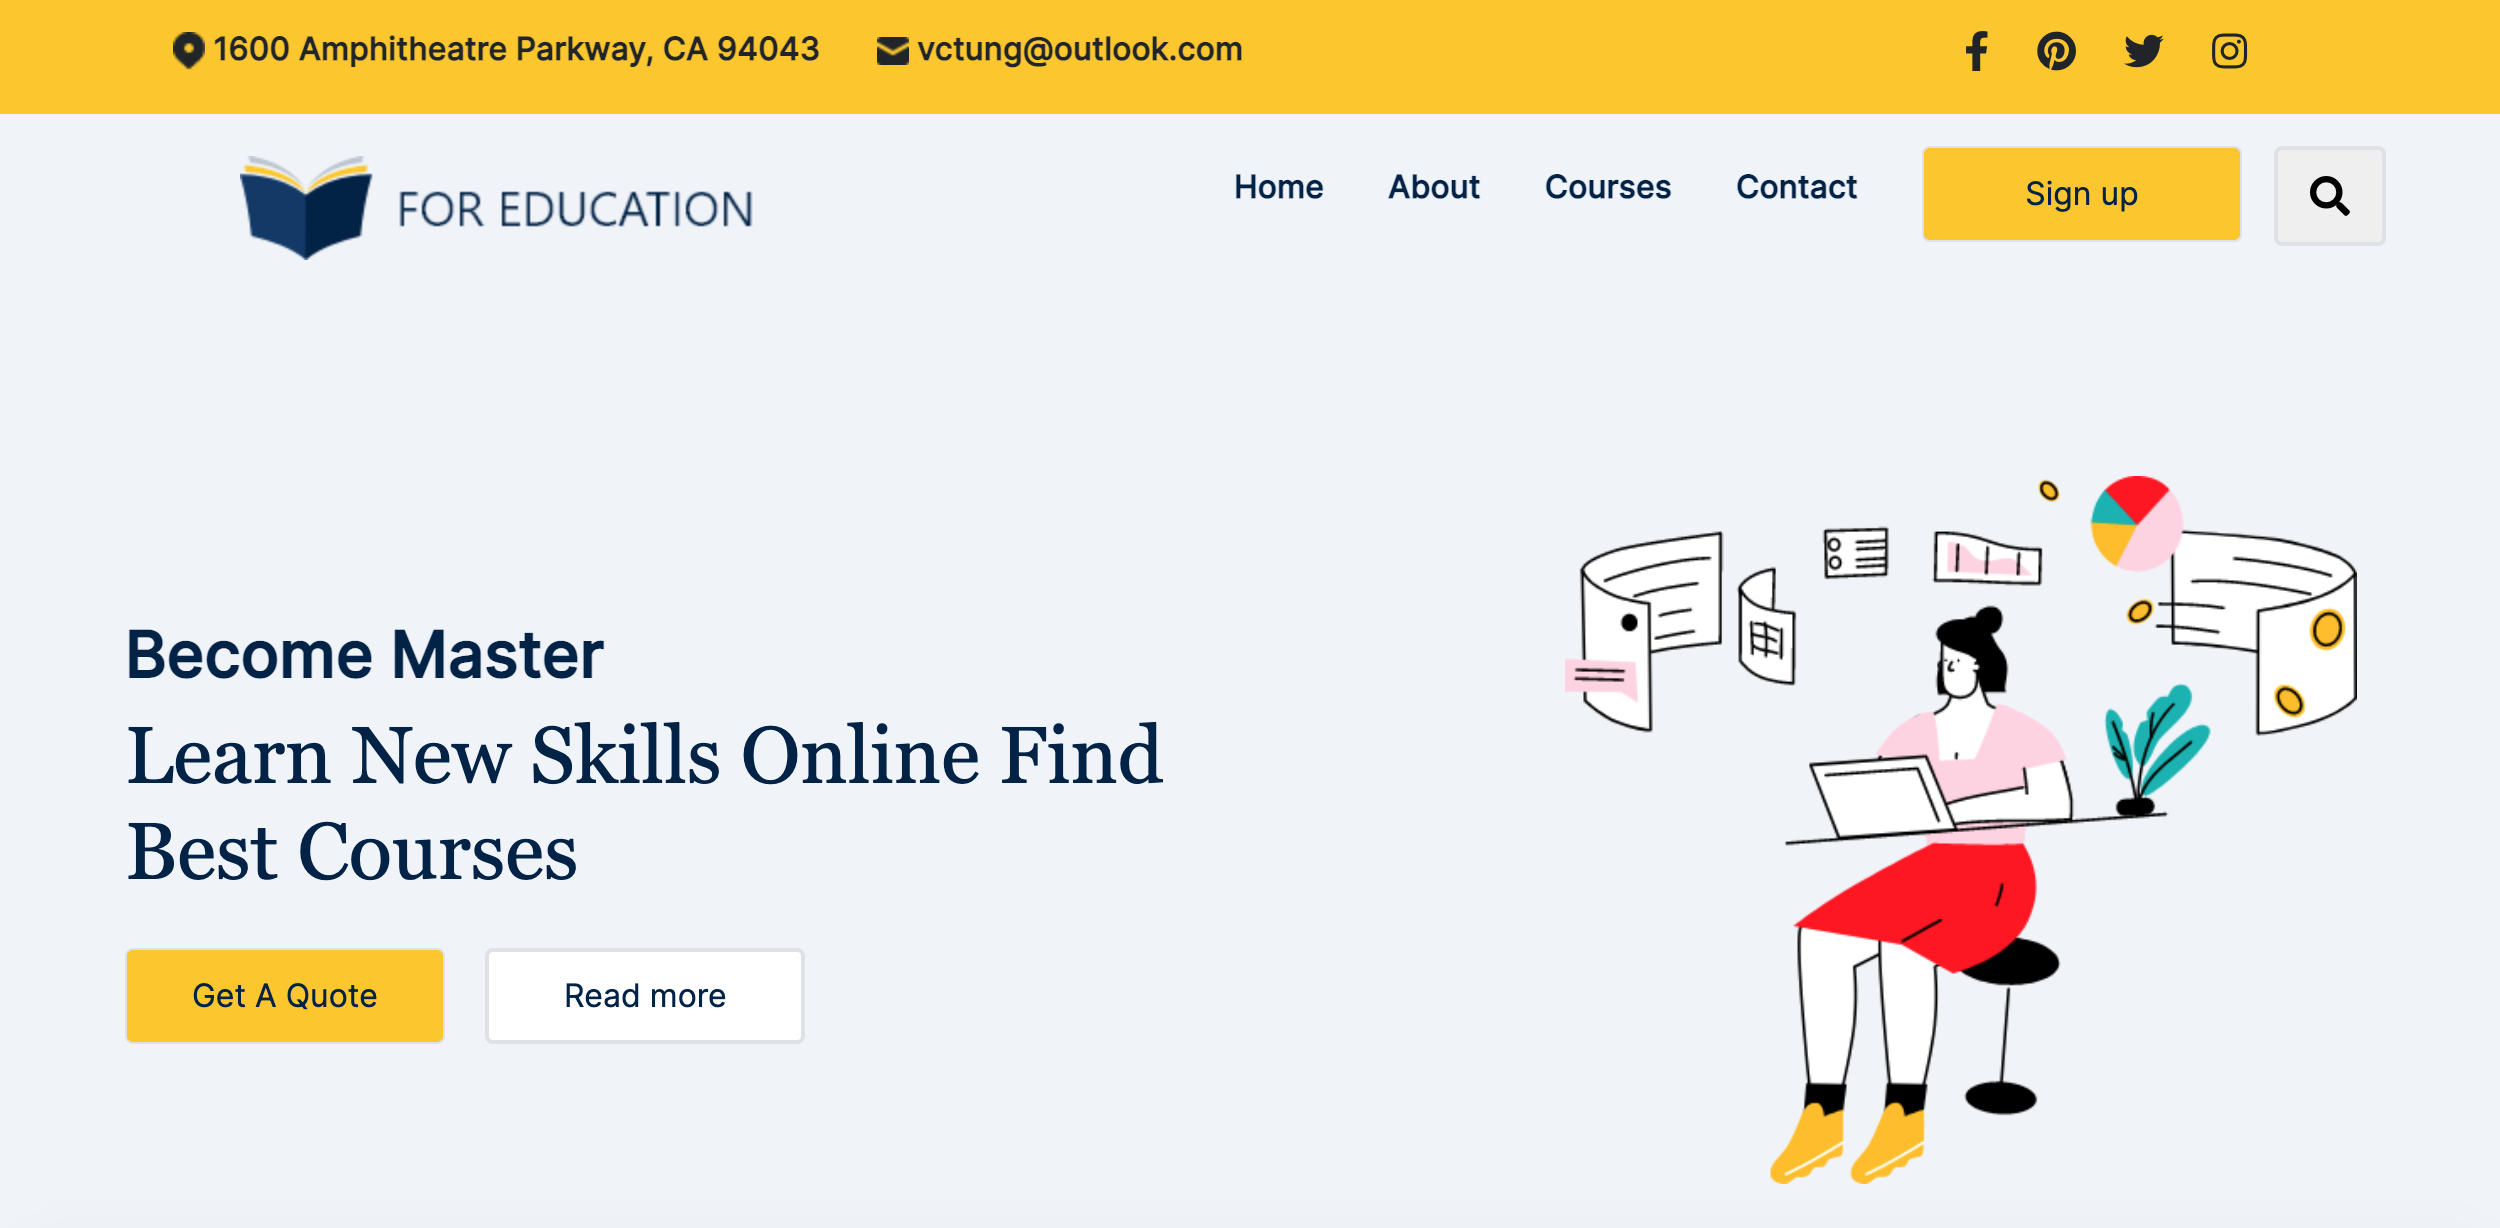 1600 Amphitheatre Parkway, CA 94043 vctung@outlook.com
FOR EDUCATION
Home About Courses Contact Sign up
Become Master
Learn New Skills Online Find
Best Courses
Get A Quote Read more